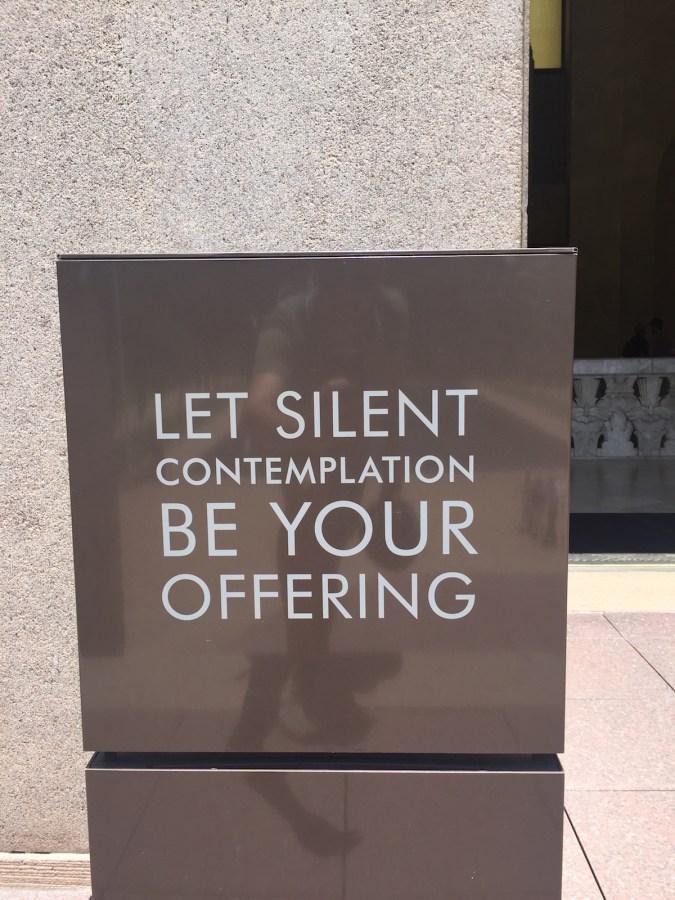 LET SILENT
CONTEMPLATION
BE YOUR
OFFERING